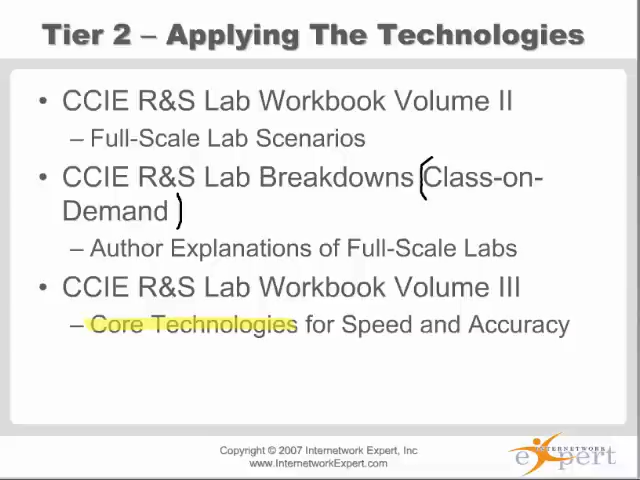 Tier 2 – Applying The Technologies
• CCIE R&S Lab Workbook Volume II
– Full-Scale Lab Scenarios
• CCIE R&S Lab Breakdowns (Class-on-
Demand )
– Author Explanations of Full-Scale Labs
• CCIE R&S Lab Workbook Volume III
– Core Technologies for Speed and Accuracy
Copyright © 2007 Internetwork Expert, Inc
www.InternetworkExpert.com
INTERNETWORK
eXpert